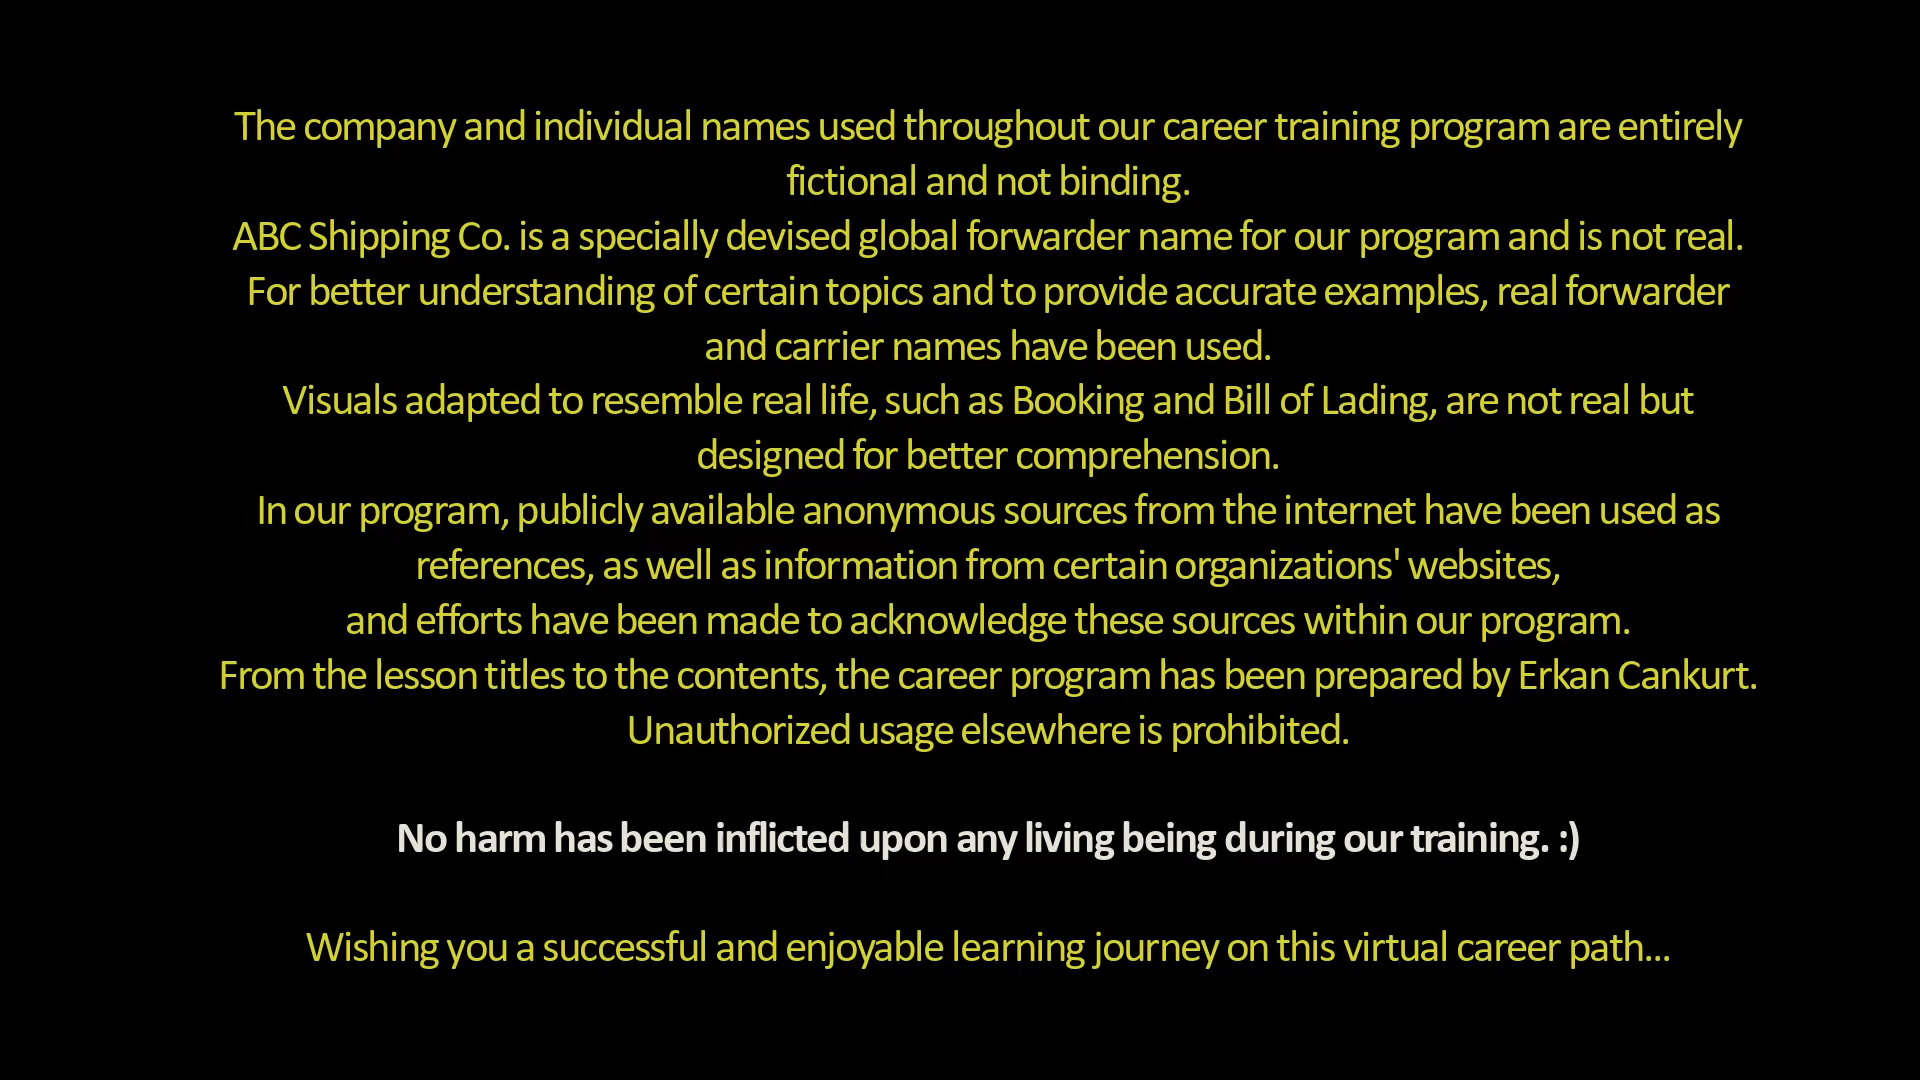 The company and individual names used throughout our career training program are entirely
fictional and not binding.
ABC Shipping Co. is a specially devised global forwarder name for our program and is not real.
For better understanding of certain topics and to provide accurate examples, real forwarder
and carrier names have been used.
Visuals adapted to resemble real life, such as Booking and Bill of Lading, are not real but
designed for better comprehension.
In our program, publicly available anonymous sources from the internet have been used as
references, as well as information from certain organizations' websites,
and efforts have been made to acknowledge these sources within our program.
From the lesson titles to the contents, the career program has been prepared by Erkan Cankurt.
Unauthorized usage elsewhere is prohibited.
No harm has been inflicted upon any living being during our training. :)
Wishing you a successful and enjoyable learning journey on this virtual career path...